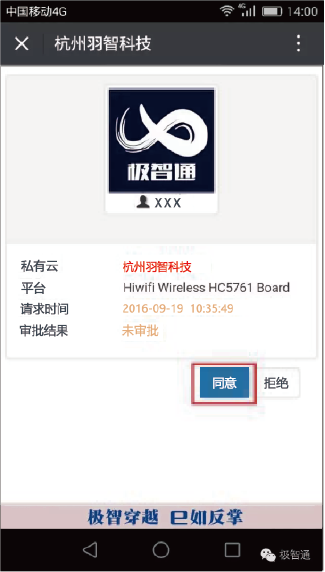 中国移动4G
4G
14:00
杭州羽智科技
极智通
XXX
私有云
杭州羽智科技
平台
Hiwifi Wireless HC5761 Board
请求时间
2016-09-19 10:35:49
审批结果
未审批
同意
拒绝
极智穿越 已如反掌
极智通